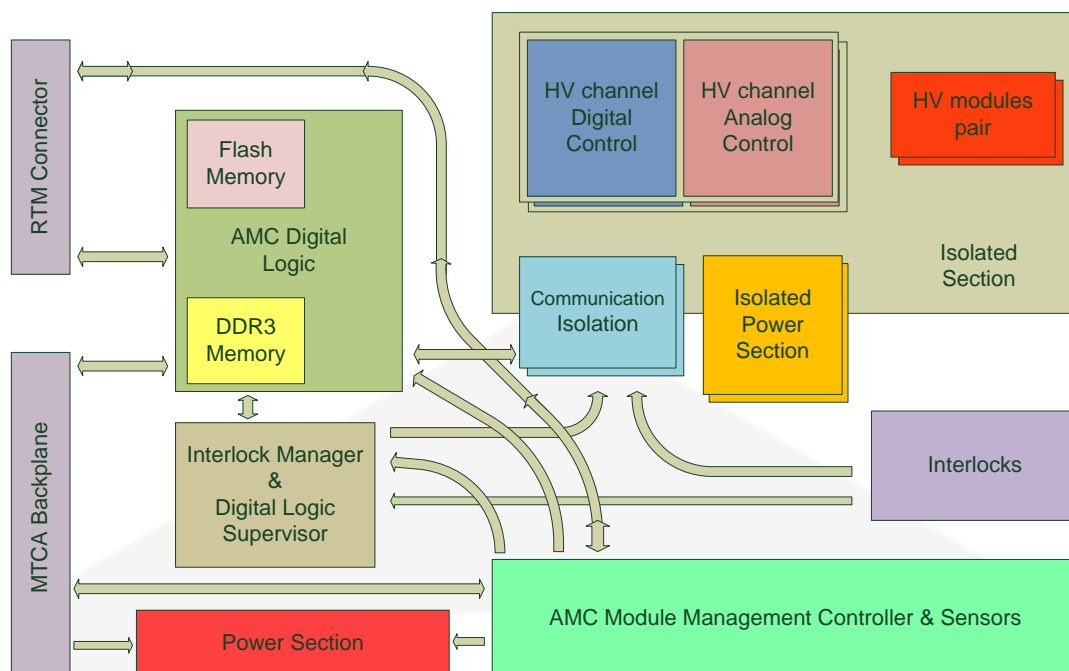 RTM Connector
Flash
Memory
AMC Digital
Logic
DDR3
Memory
HV channel
Digital
Control
HV channel
Analog
Control
HV modules
pair
Isolated
Section
Communication
Isolation
Isolated
Power
Section
MTCA Backplane
Interlock Manager
&
Digital Logic
Supervisor
Interlocks
AMC Module Management Controller & Sensors
Power Section